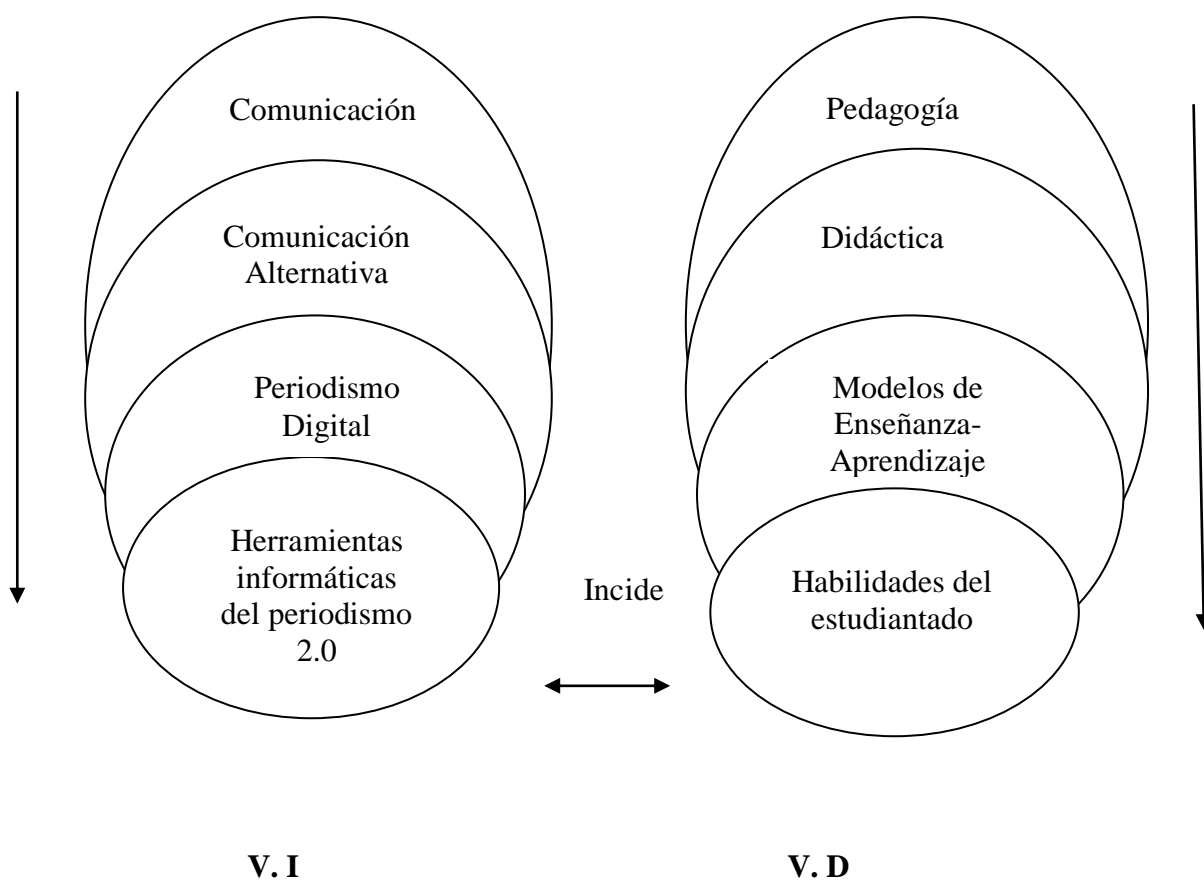 Comunicación
Comunicación
Alternativa
Periodismo
Digital
Herramientas
informáticas
del periodismo
2.0
Incide
Pedagogía
Didáctica
Modelos de
Enseñanza-
Aprendizaje
Habilidades del
estudiantado
V. I
V. D